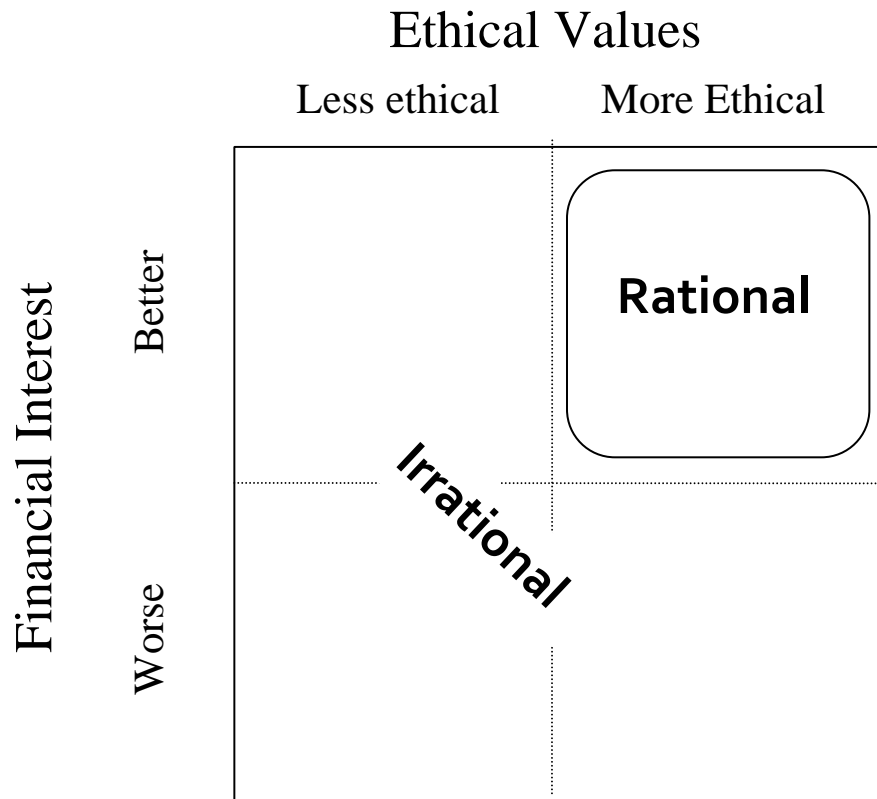 Ethical Values
Less ethical
More Ethical
Financial Interest
Better
Rational
Irrational
Worse